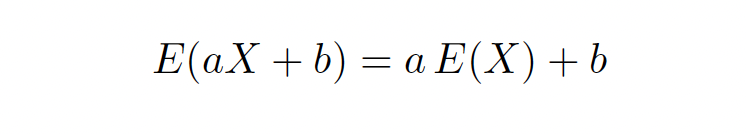 E(aX + b) = a E(X) + b